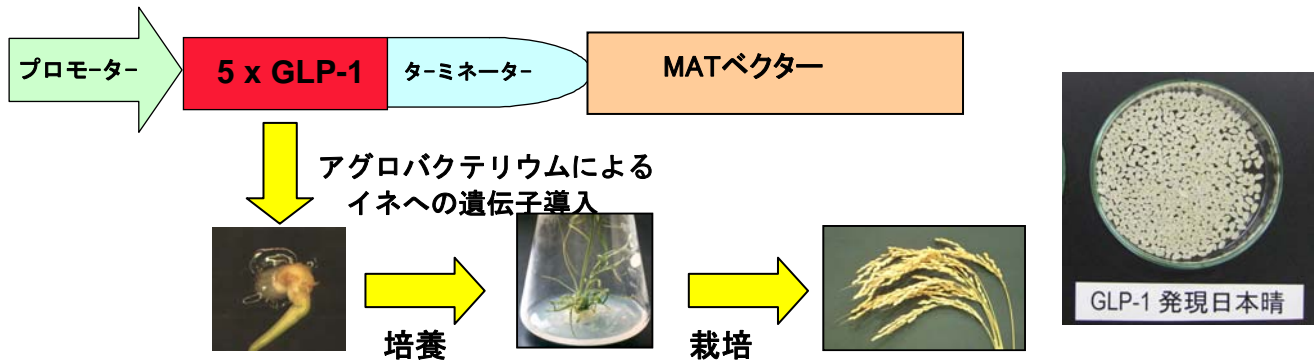 プロモーター
5 x GLP-1
ターミネーター
MATベクター
アグロバクテリウムによる
イネへの遺伝子導入
培養
栽培
GLP-1 発現日本晴